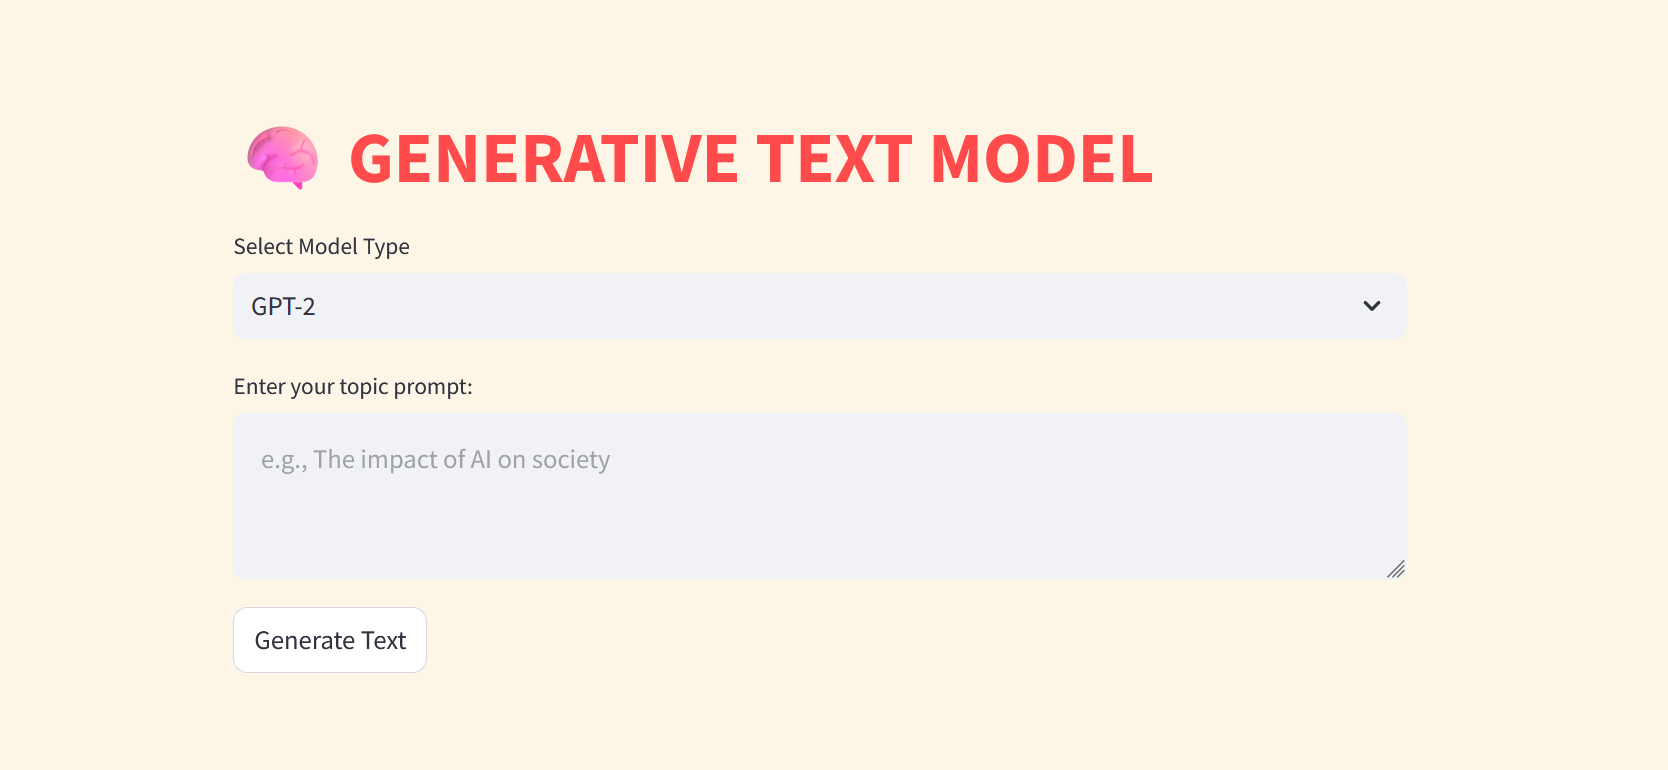 GENERATIVE TEXT MODEL
Select Model Type
GPT-2
Enter your topic prompt:
e.g., The impact of AI on society
Generate Text